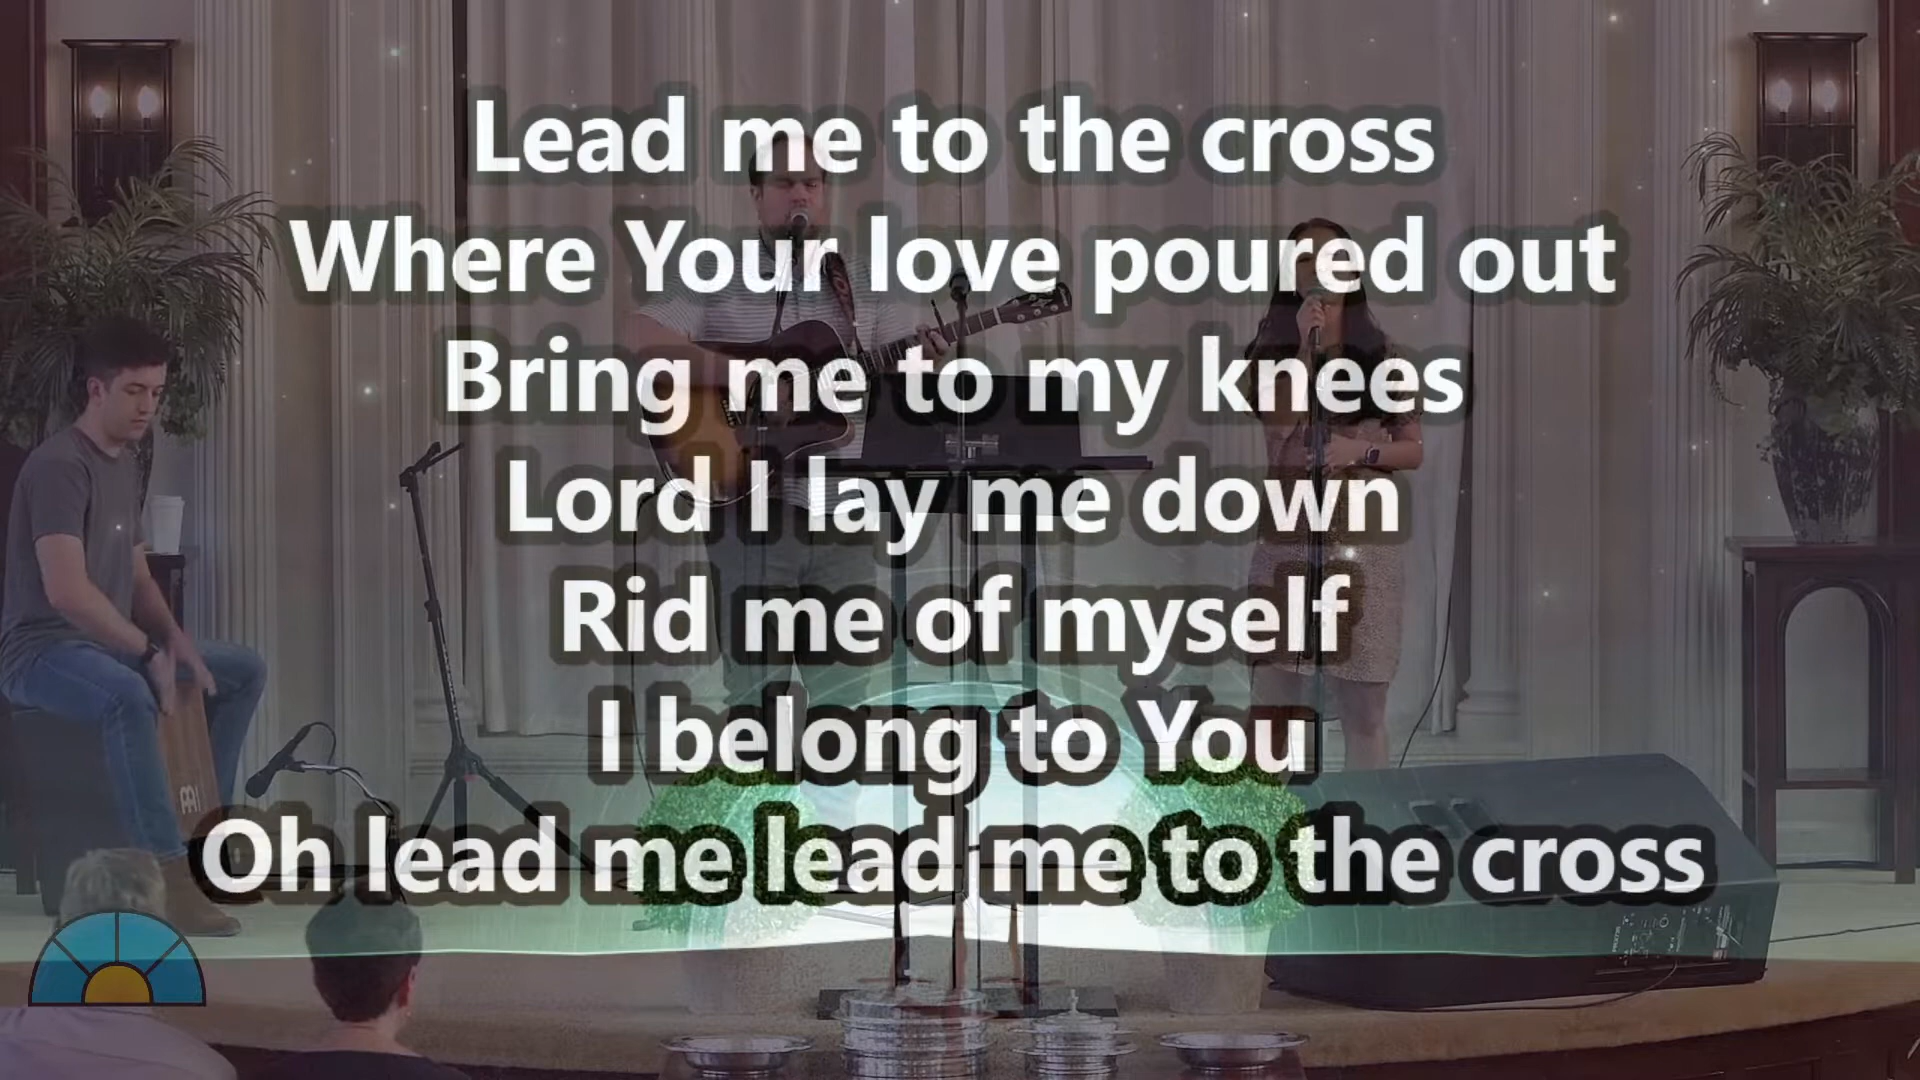 Lead me to the cross
Where Your love poured out
Bring me to my knees
Lord I lay me down
Rid me of myself
I belong to You
Oh lead me lead me to the cross